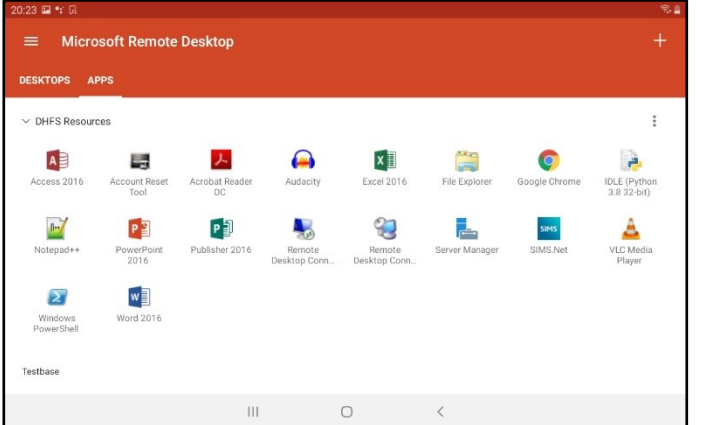 20:23
Microsoft Remote Desktop
DESKTOPS APPS
DHFS Resources
Access 2016
Account Reset
Tool
Acrobat Reader
DC
Audacity
Excel 2016
File Explorer
Google Chrome
IDLE (Python
3.8 32-bit)
SIMS
Notepad++
PowerPoint
2016
Publisher 2016
Remote
Desktop Conn...
Remote
Desktop Conn...
Server Manager
SIMS.Net
VLC Media
Player
Windows
PowerShell
Word 2016
Testbase